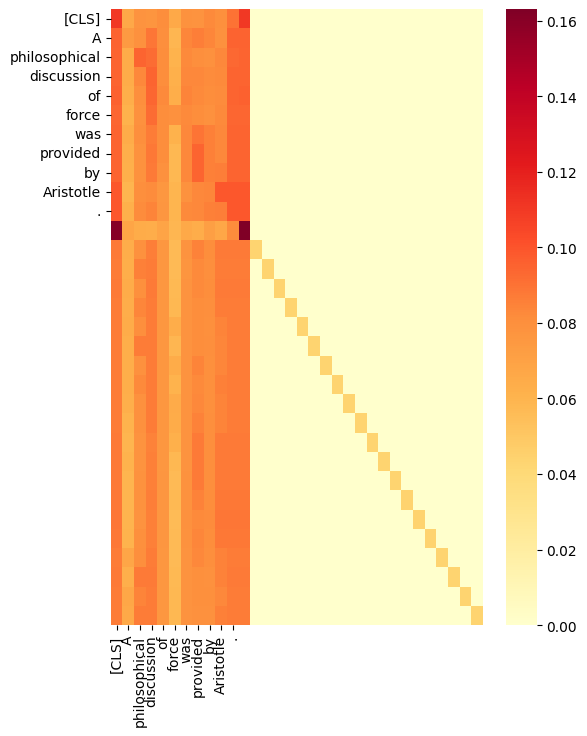 [CLS]
A
philosophical
discussion
of
force
was
provided
by
Aristotle
.
0.16
0.14
0.12
0.10
0.08
0.06
0.04
0.02
0.00
[CLS]
A
philosophical
discussion
of
force
was
provided
by
Aristotle
.